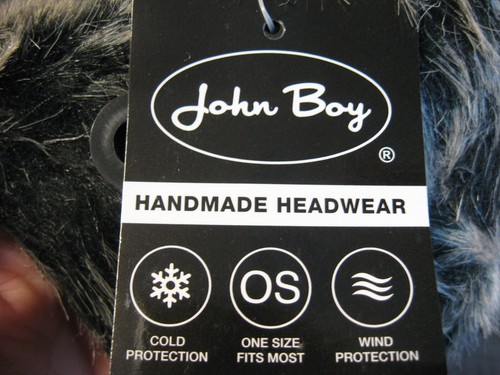 John Boy
®
HANDMADE HEADWEAR
OS
COLD
PROTECTION
ONE SIZE
FITS MOST
WIND
PROTECTION